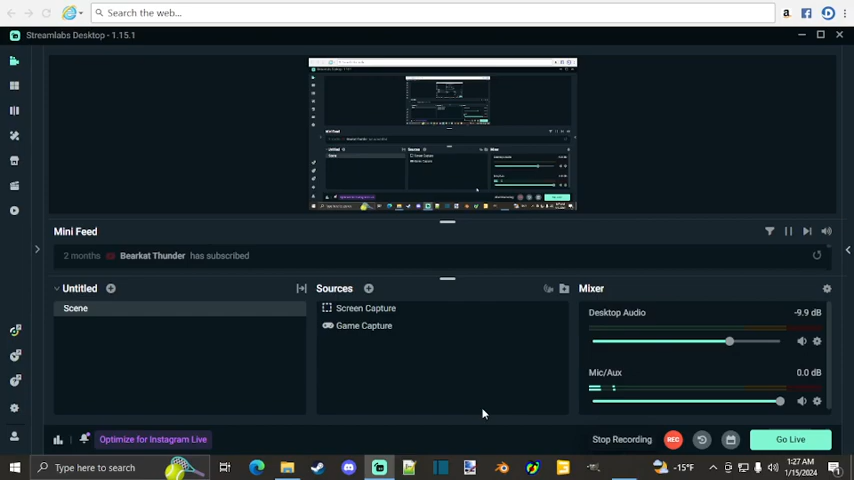 Search the web...
Streamlabs Desktop - 1.15.1
Mini Feed
2 months Bearkat Thunder has subscribed
Untitled
Sources
Mixer
Scene
Screen Capture
Game Capture
Desktop Audio -9.9 dB
Mic/Aux 0.0 dB
Optimize for Instagram Live
Stop Recording
REC
Go Live
Type here to search
-15°F
1:27 AM
1/15/2024